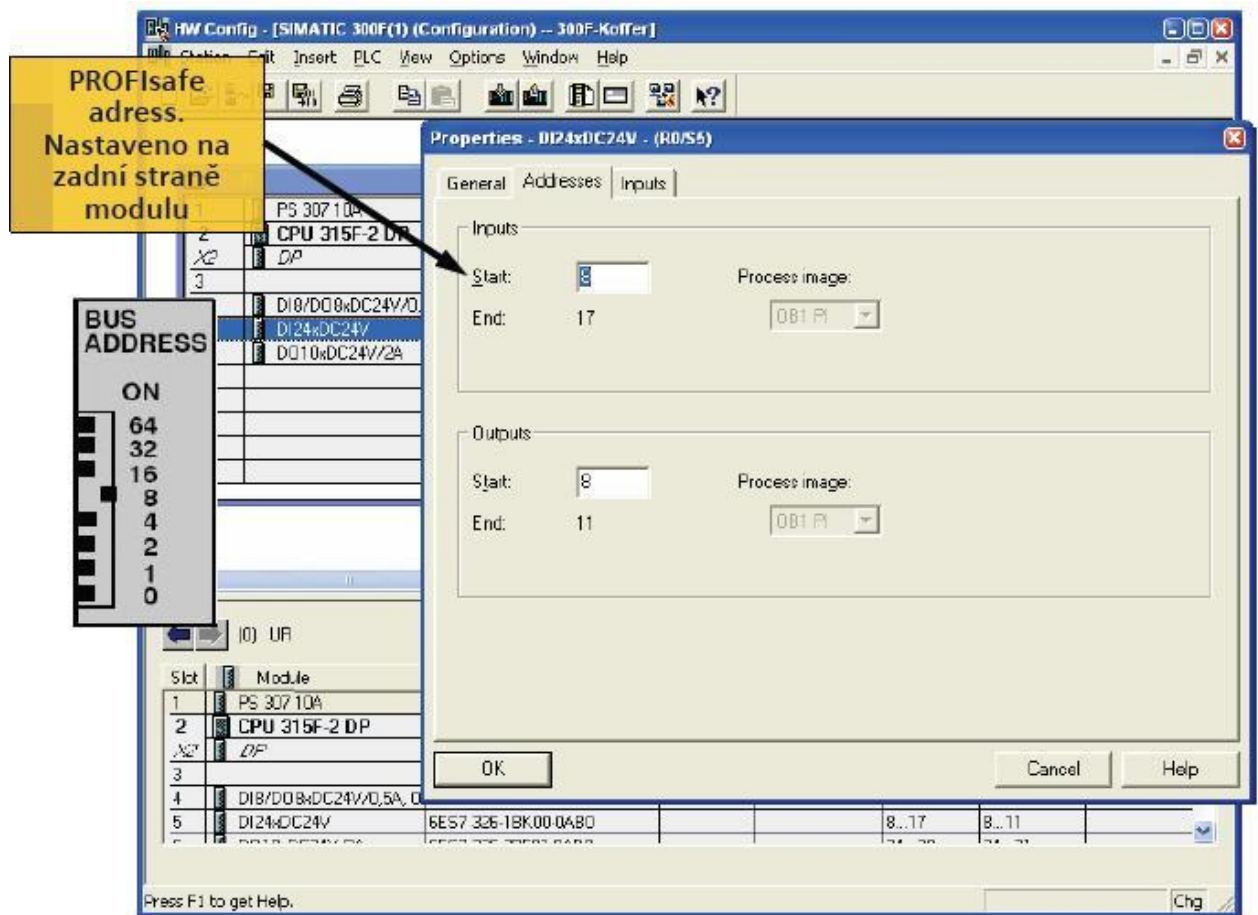 HW Config - [SIMATIC 300F(1) (Configuration) -- 300F-Koffer]
Station Edit Insert PLC View Options Window Help
PROFIsafe
adress.
Nastaveno na
zadní straně
modulu
Properties - DI24xDC24V - (R0/S5)
General Addresses Inputs
1 PS 307 10A
2 CPU 315F-2 DP
X2 DP
3
DI8/DO8xDC24V/0,
DI24xDC24V
DO10xDC24V/2A
Inputs
Start: 8 Process image:
End: 17 OB1 PI
Outputs
Start: 8 Process image:
End: 11 OB1 PI
BUS
ADDRESS
ON
64
32
16
8
4
2
1
0
(0) UR
Slot Module
1 PS 307 10A
2 CPU 315F-2 DP
X2 DP
3
4 DI8/DO8xDC24V/0,5A,
5 DI24xDC24V 6ES7 326-1BK00-0AB0 8...17 8...11
OK Cancel Help
Press F1 to get Help. Chg